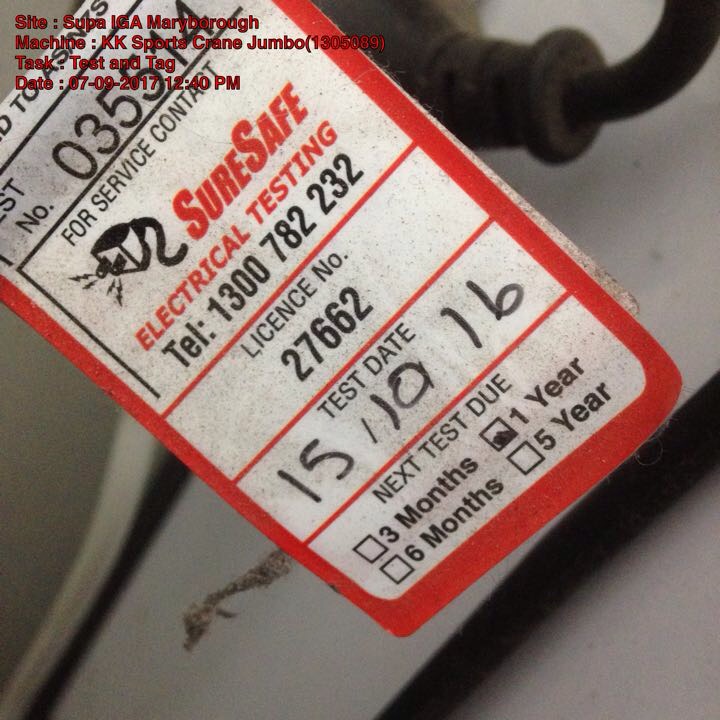 Site : Supa IGA Maryborough
Machine : KK Sports Crane Jumbo(1305089)
Task : Test and Tag
Date : 07-09-2017 12:40 PM
No.
FOR SERVICE CONTACT
SURESAFE
ELECTRICAL TESTING
Tel: 1300 782 232
LICENCE No.
27662
TEST DATE
15/10 16
NEXT TEST DUE
3 Months 1 Year
6 Months 5 Year